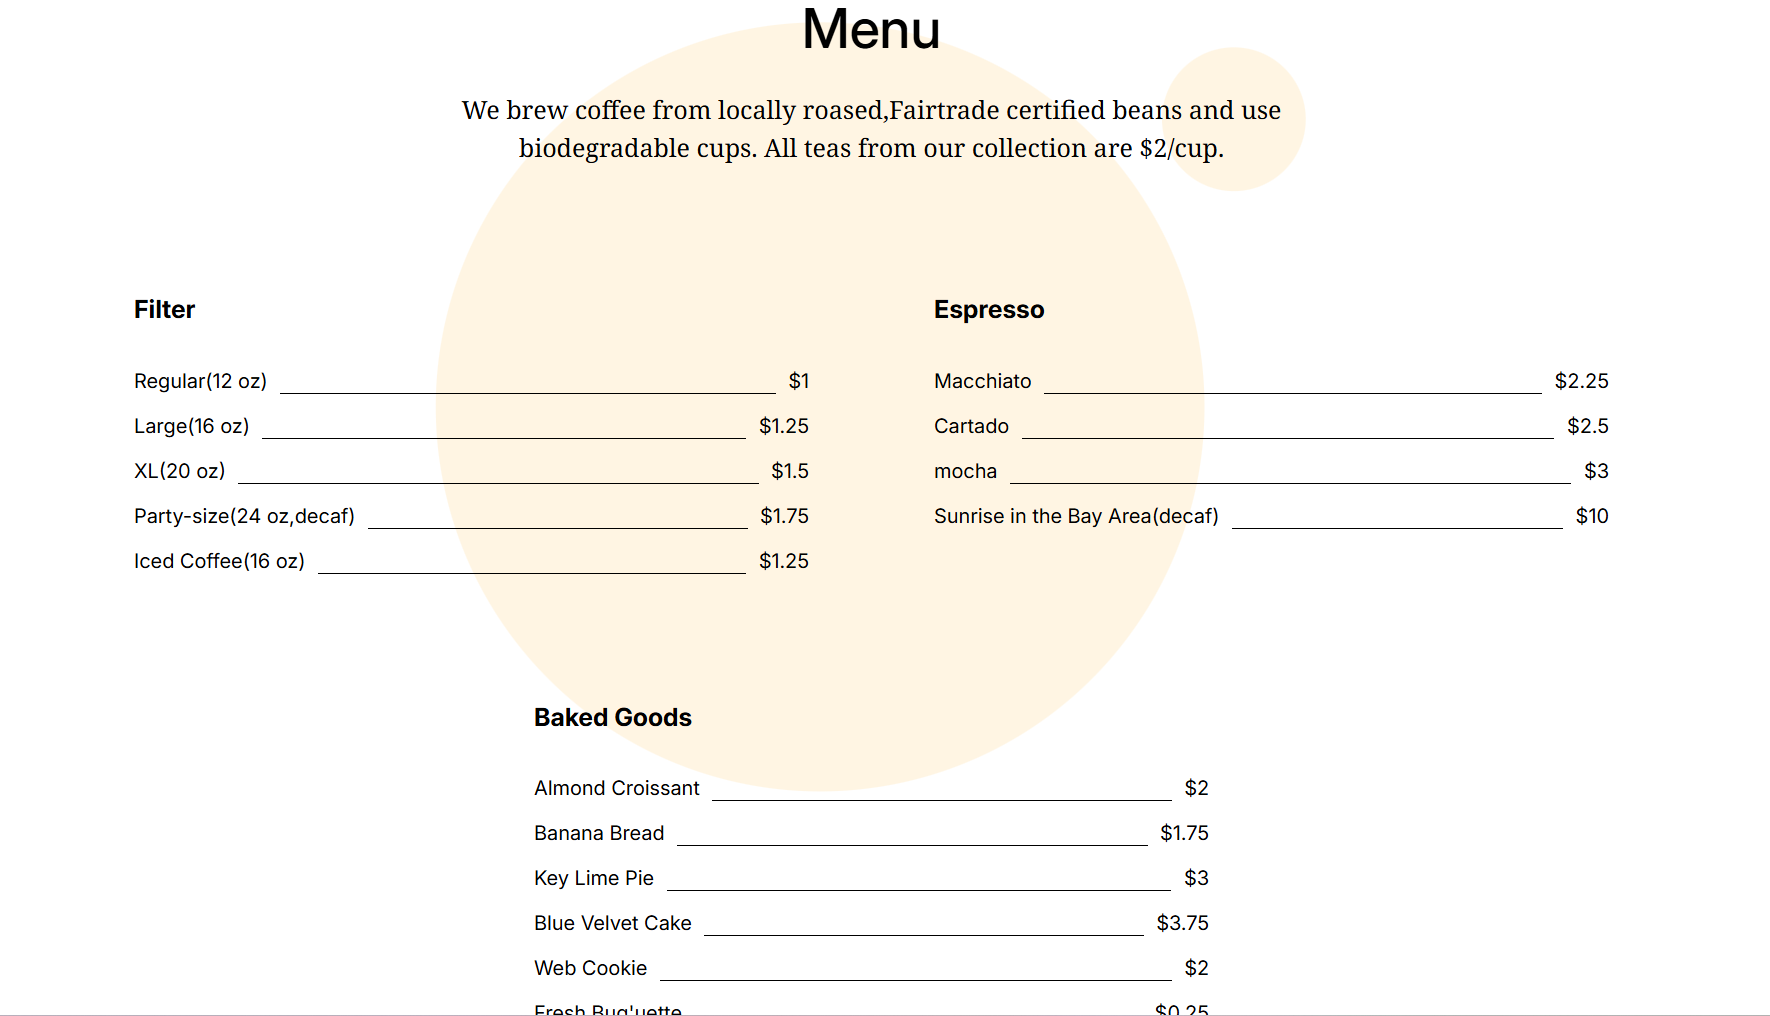 Menu
We brew coffee from locally roased,Fairtrade certified beans and use
biodegradable cups. All teas from our collection are $2/cup.
Filter
Regular(12 oz) $1
Large(16 oz) $1.25
XL(20 oz) $1.5
Party-size(24 oz,decaf) $1.75
Iced Coffee(16 oz) $1.25
Espresso
Macchiato $2.25
Cartado $2.5
mocha $3
Sunrise in the Bay Area(decaf) $10
Baked Goods
Almond Croissant $2
Banana Bread $1.75
Key Lime Pie $3
Blue Velvet Cake $3.75
Web Cookie $2
Fresh Bug'uette $0.25